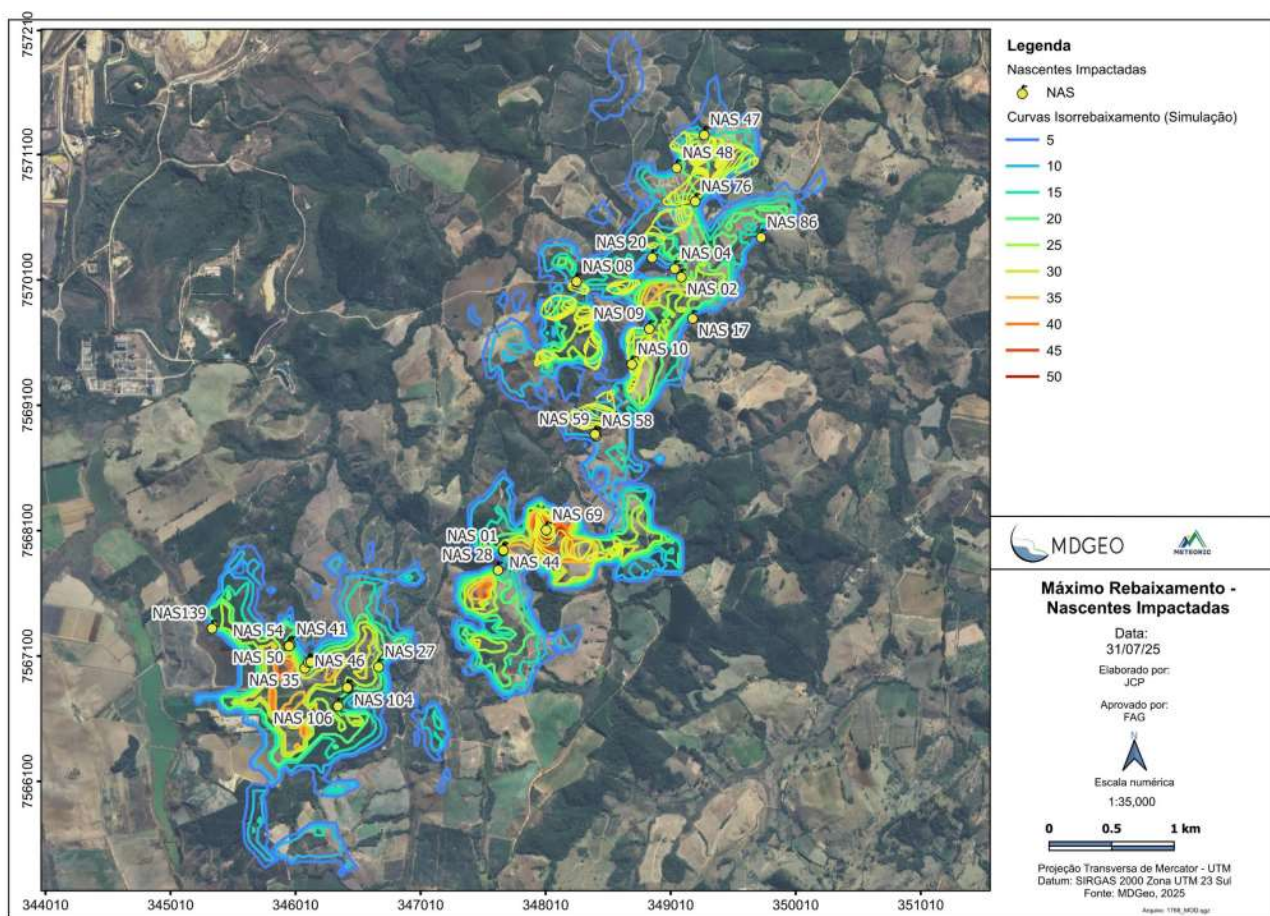 757210
7571100
7570100
7569100
7568100
7567100
7566100
344010
345010
346010
347010
348010
349010
350010
351010
NAS 47
NAS 48
NAS 76
NAS 86
NAS 20
NAS 04
NAS 08
NAS 02
NAS 09
NAS 17
NAS 10
NAS 59
NAS 58
NAS 69
NAS 01
NAS 28
NAS 44
NAS139
NAS 54
NAS 41
NAS 50
NAS 46
NAS 27
NAS 35
NAS 104
NAS 106
Legenda
Nascentes Impactadas
NAS
Curvas Isorrebaixamento (Simulação)
5
10
15
20
25
30
35
40
45
50
MDGEO
METEORIC
Máximo Rebaixamento -
Nascentes Impactadas
Data:
31/07/25
Elaborado por:
JCP
Aprovado por:
FAG
N
Escala numérica
1:35,000
0 0.5 1 km
Projeção Transversa de Mercator - UTM
Datum: SIRGAS 2000 Zona UTM 23 Sul
Fonte: MDGeo, 2025